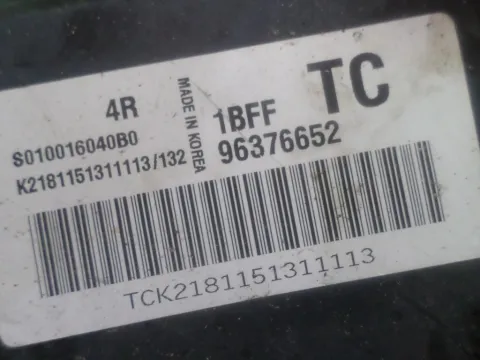 4R
S010016040B0
K2181151311113/132
MADE IN KOREA
1BFF
TC
96376652
TCK2181151311113